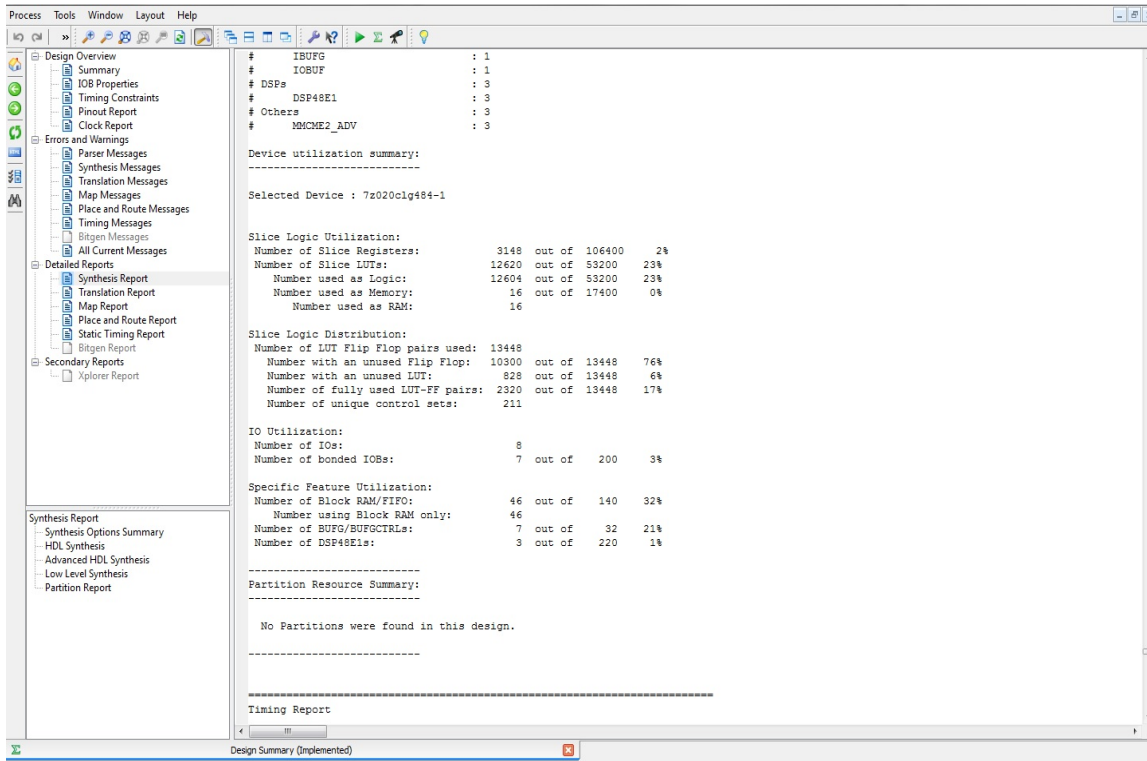 Process Tools Window Layout Help
Design Overview
Summary
IOB Properties
Timing Constraints
Pinout Report
Clock Report
Errors and Warnings
Parser Messages
Synthesis Messages
Translation Messages
Map Messages
Place and Route Messages
Timing Messages
Bitgen Messages
All Current Messages
Detailed Reports
Synthesis Report
Translation Report
Map Report
Place and Route Report
Static Timing Report
Bitgen Report
Secondary Reports
Xplorer Report
Synthesis Report
Synthesis Options Summary
HDL Synthesis
Advanced HDL Synthesis
Low Level Synthesis
Partition Report
# IBUFG : 1
# IOBUF : 1
# DSPs : 3
# DSP48E1 : 3
# Others : 3
# MMCME2_ADV : 3
Device utilization summary:
---------------------------
Selected Device : 7z020clg484-1
Slice Logic Utilization:
Number of Slice Registers: 3148 out of 106400 2%
Number of Slice LUTs: 12620 out of 53200 23%
Number used as Logic: 12604 out of 53200 23%
Number used as Memory: 16 out of 17400 0%
Number used as RAM: 16
Slice Logic Distribution:
Number of LUT Flip Flop pairs used: 13448
Number with an unused Flip Flop: 10300 out of 13448 76%
Number with an unused LUT: 828 out of 13448 6%
Number of fully used LUT-FF pairs: 2320 out of 13448 17%
Number of unique control sets: 211
IO Utilization:
Number of IOs: 8
Number of bonded IOBs: 7 out of 200 3%
Specific Feature Utilization:
Number of Block RAM/FIFO: 46 out of 140 32%
Number using Block RAM only: 46
Number of BUFG/BUFGCTRLs: 7 out of 32 21%
Number of DSP48E1s: 3 out of 220 1%
---------------------------
Partition Resource Summary:
---------------------------
No Partitions were found in this design.
---------------------------
=========================================================================
Timing Report
Design Summary (Implemented)